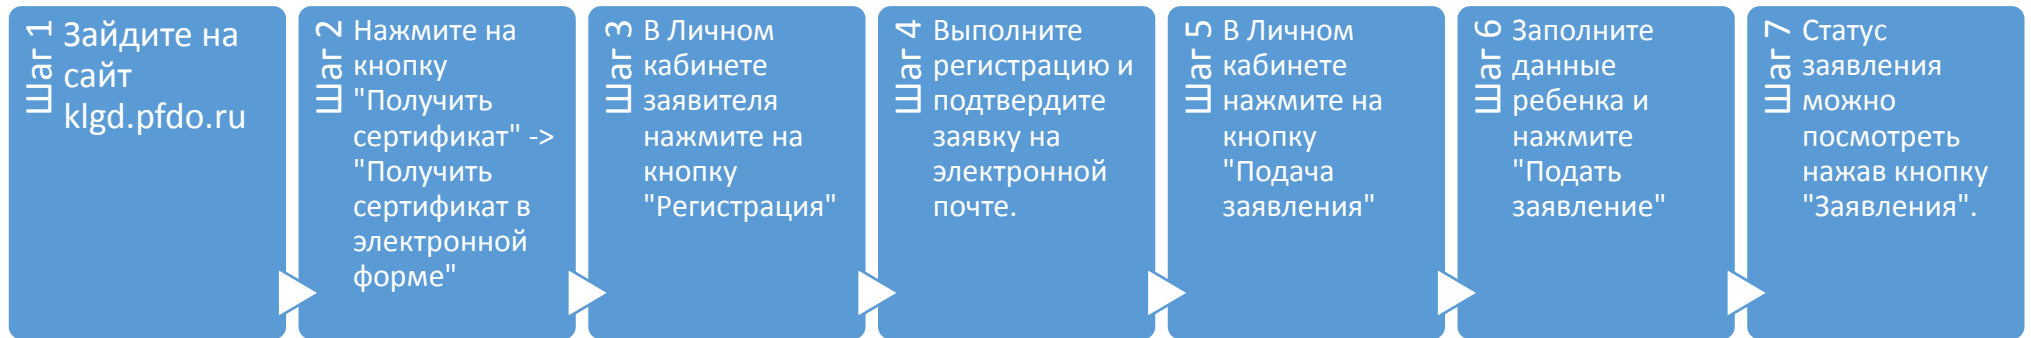 Шаг 1
Зайдите на
сайт
klgd.pfdo.ru
Шаг 2
Нажмите на
кнопку
"Получить
сертификат" ->
"Получить
сертификат в
электронной
форме"
Шаг 3
В Личном
кабинете
заявителя
нажмите на
кнопку
"Регистрация"
Шаг 4
Выполните
регистрацию и
подтвердите
заявку на
электронной
почте.
Шаг 5
В Личном
кабинете
нажмите на
кнопку
"Подача
заявления"
Шаг 6
Заполните
данные
ребенка и
нажмите
"Подать
заявление"
Шаг 7
Статус
заявления
можно
посмотреть
нажав кнопку
"Заявления".